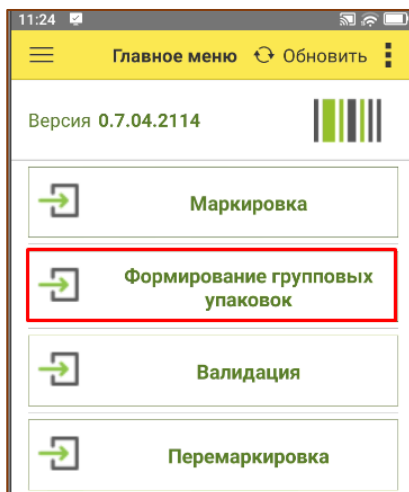 11:24
Главное меню Обновить
Версия 0.7.04.2114
Маркировка
Формирование групповых
упаковок
Валидация
Перемаркировка